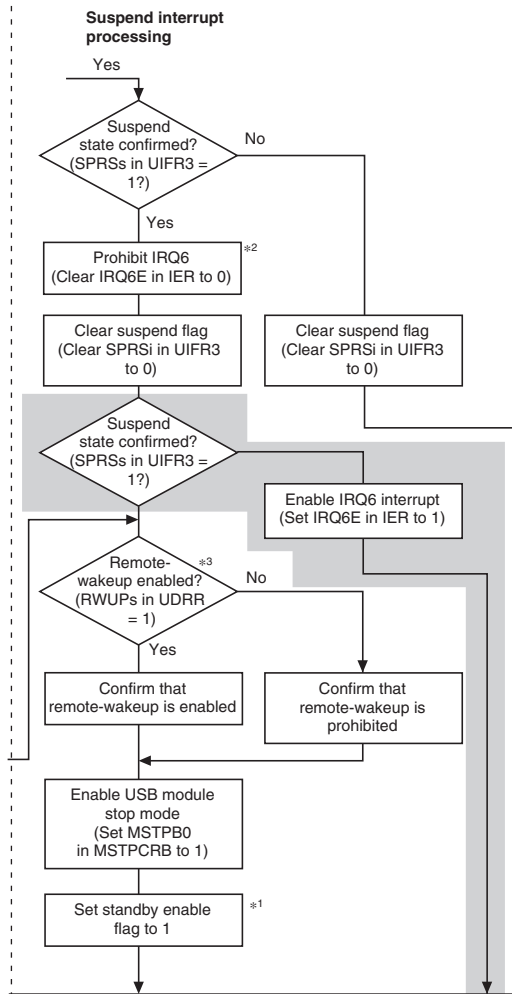 Suspend interrupt
processing
Yes
Suspend
state confirmed?
(SPRSs in UIFR3 =
1?)
No
Yes
Prohibit IRQ6
(Clear IRQ6E in IER to 0)
*2
Clear suspend flag
(Clear SPRSi in UIFR3
to 0)
Clear suspend flag
(Clear SPRSi in UIFR3
to 0)
Suspend
state confirmed?
(SPRSs in UIFR3 =
1?)
Enable IRQ6 interrupt
(Set IRQ6E in IER to 1)
Remote-
wakeup enabled?
(RWUPs in UDRR
= 1)
*3
No
Yes
Confirm that
remote-wakeup is enabled
Confirm that
remote-wakeup is
prohibited
Enable USB module
stop mode
(Set MSTPB0
in MSTPCRB to 1)
Set standby enable
flag to 1
*1